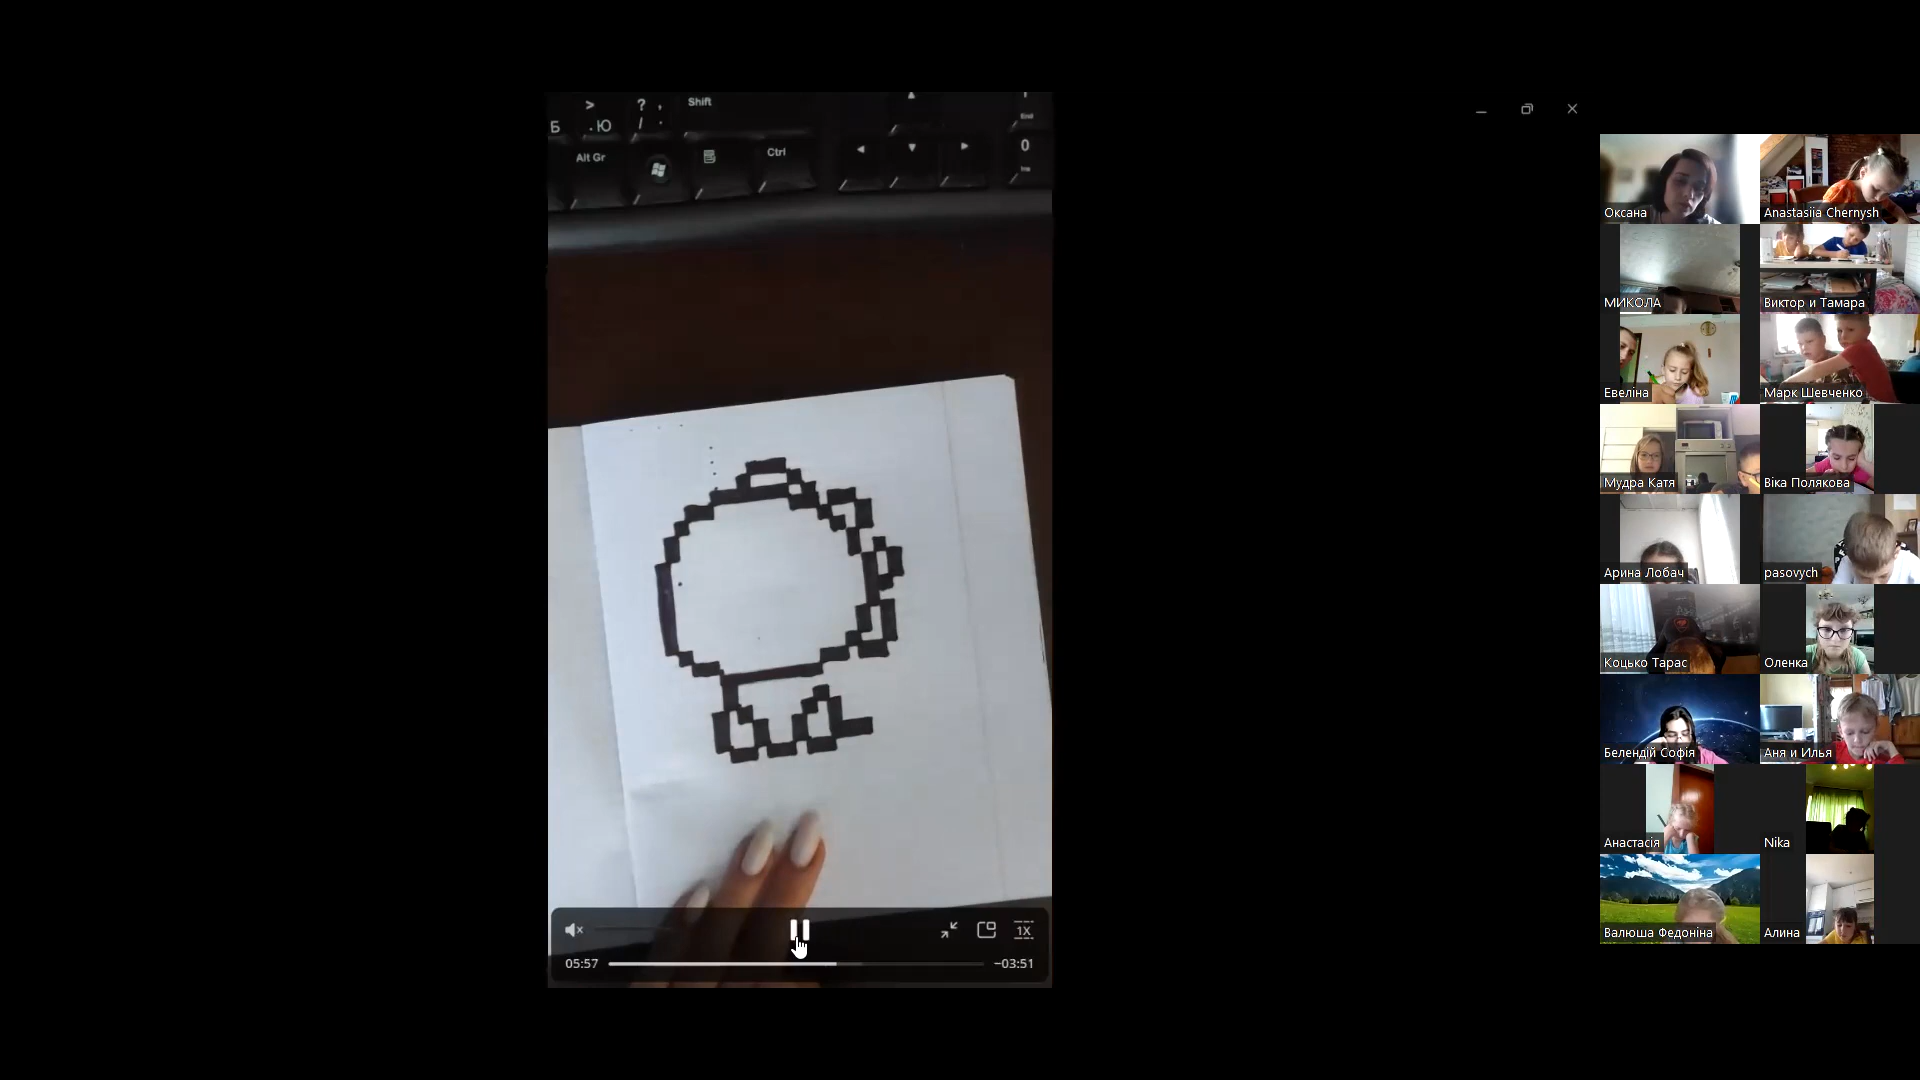 > ? , Shift
Б .Ю / .
Alt Gr Ctrl 0
End
Ins
05:57 −03:51
1X
Оксана
Anastasiia Chernysh
МИКОЛА
Виктор и Тамара
Евеліна
Марк Шевченко
Мудра Катя
Віка Полякова
Арина Лобач
pasovych
Коцько Тарас
Оленка
Белендій Софія
Аня и Илья
Анастасія
Nika
Валюша Федоніна
Алина